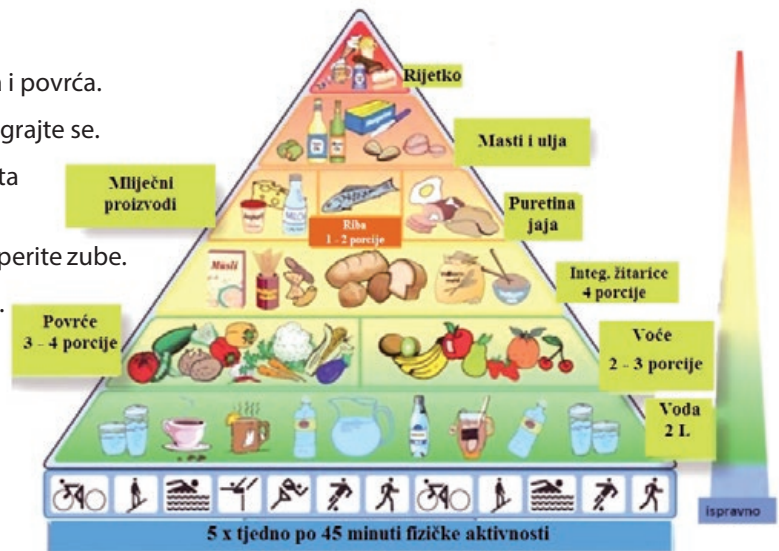 i povrća.
grajte se.
ta
perite zube.
.
Rijetko
Masti i ulja
Mliječni
proizvodi
Riba
1 - 2 porcije
Puretina
jaja
Integ. žitarice
4 porcije
Povrće
3 - 4 porcije
Voće
2 - 3 porcije
Voda
2 L
Musli
5 x tjedno po 45 minuti fizičke aktivnosti
ispravno